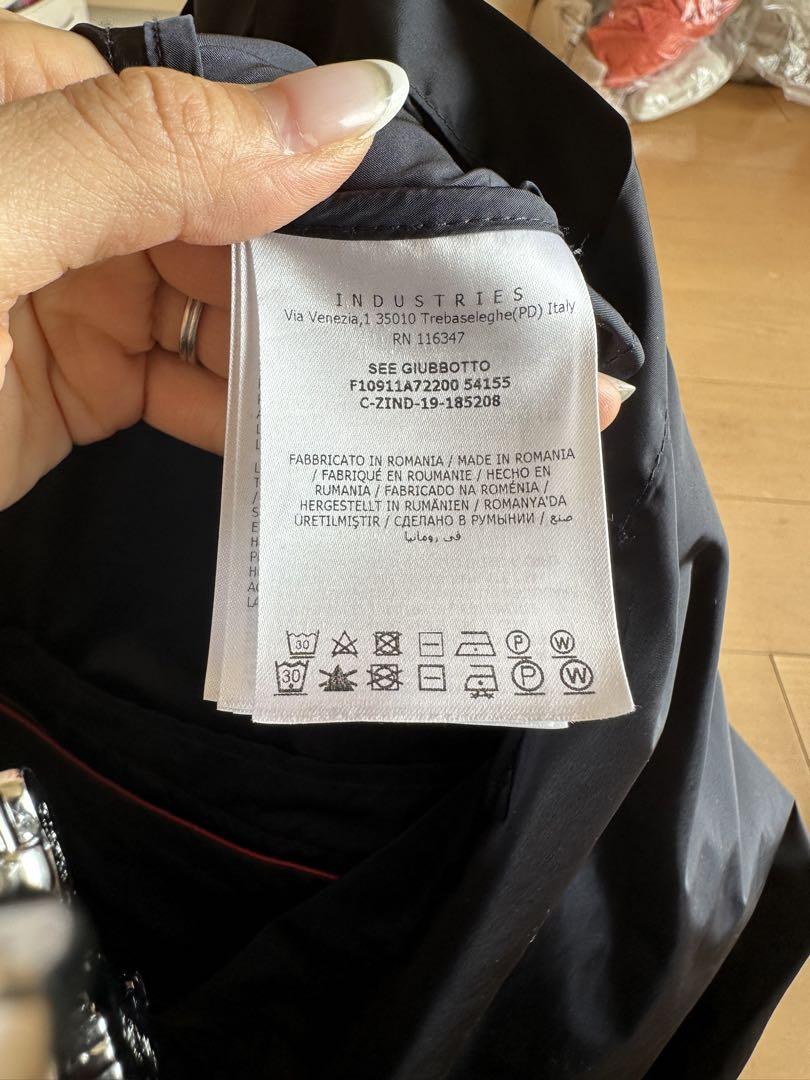 INDUSTRIES
Via Venezia,1 35010 Trebaseleghe(PD) Italy
RN 116347
SEE GIUBBOTTO
F10911A72200 54155
C-ZIND-19-185208
FABBRICATO IN ROMANIA / MADE IN ROMANIA
/ FABRIQUÉ EN ROUMANIE / HECHO EN
RUMANIA / FABRICADO NA ROMÉNIA /
HERGESTELLT IN RUMÄNIEN / ROMANYA'DA
ÜRETILMIŞTIR / СДЕЛАНО В РУМЫНИИ / صنع
في رومانيا
30 P W
30 P W